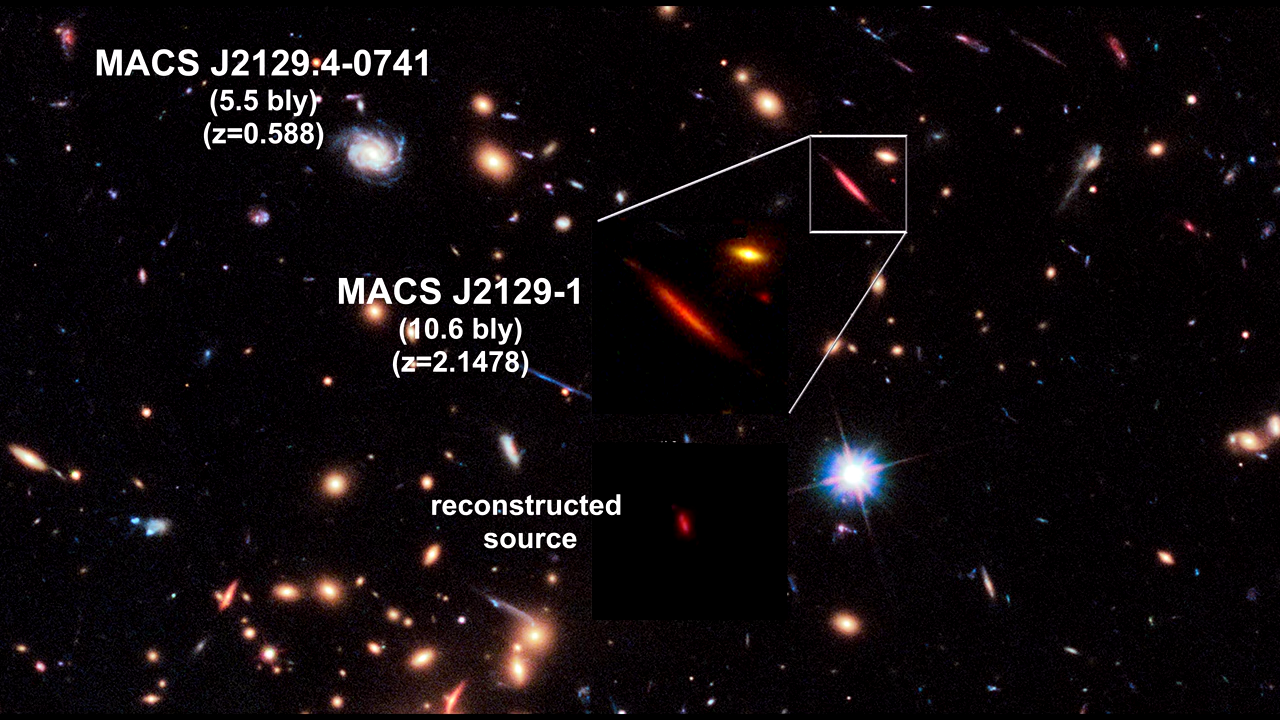 MACS J2129.4-0741
(5.5 bly)
(z=0.588)
MACS J2129-1
(10.6 bly)
(z=2.1478)
reconstructed
source